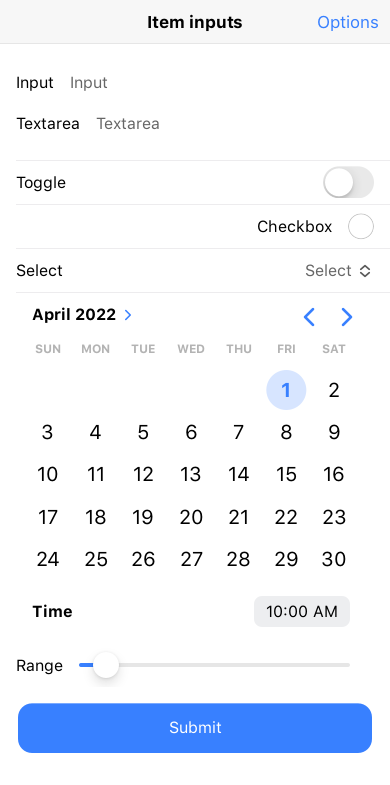 Item inputs Options
Input Input
Textarea Textarea
Toggle
Checkbox
Select Select
April 2022
SUN MON TUE WED THU FRI SAT
1 2
3 4 5 6 7 8 9
10 11 12 13 14 15 16
17 18 19 20 21 22 23
24 25 26 27 28 29 30
Time 10:00 AM
Range
Submit